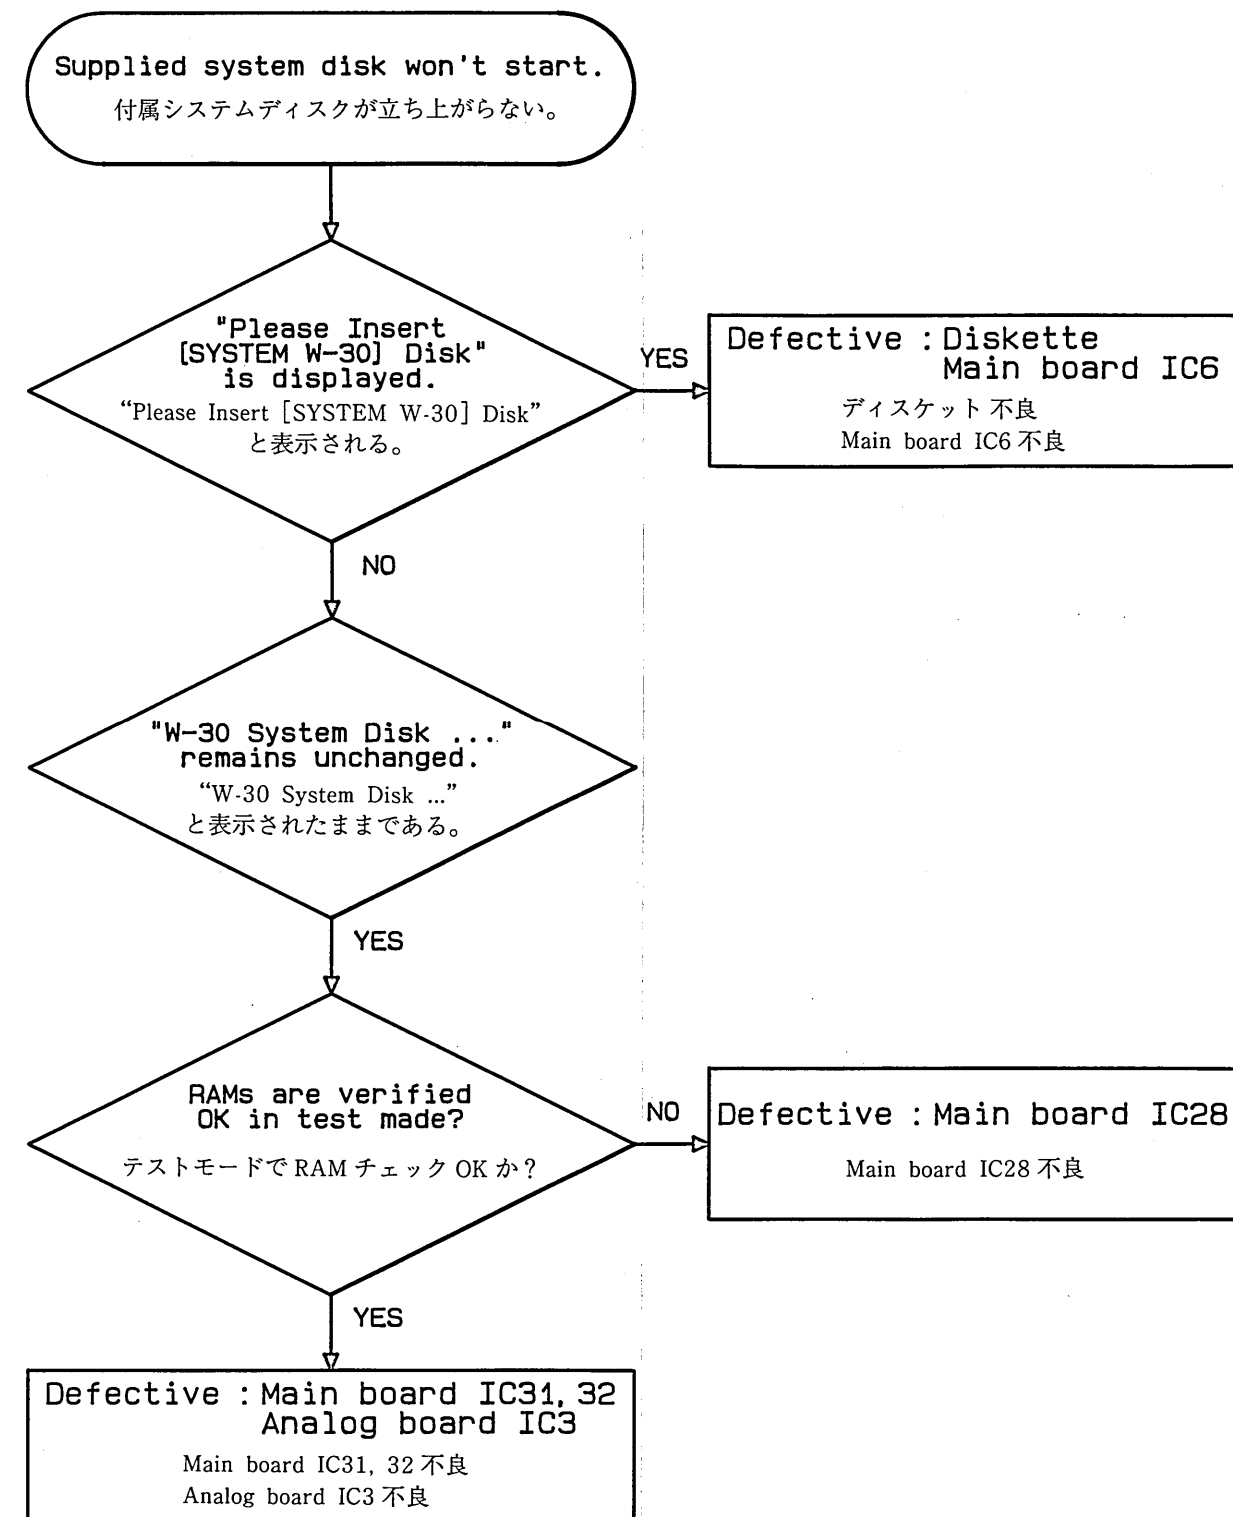 Supplied system disk won't start.
付属システムディスクが立ち上がらない。
"Please Insert
[SYSTEM W-30] Disk"
is displayed.
“Please Insert [SYSTEM W-30] Disk”
と表示される。
YES
Defective : Diskette
Main board IC6
ディスケット 不良
Main board IC6 不良
NO
"W-30 System Disk ..."
remains unchanged.
“W-30 System Disk ...”
と表示されたままである。
YES
RAMs are verified
OK in test made?
テストモードで RAM チェック OK か？
NO
Defective : Main board IC28
Main board IC28 不良
YES
Defective : Main board IC31, 32
Analog board IC3
Main board IC31, 32 不良
Analog board IC3 不良